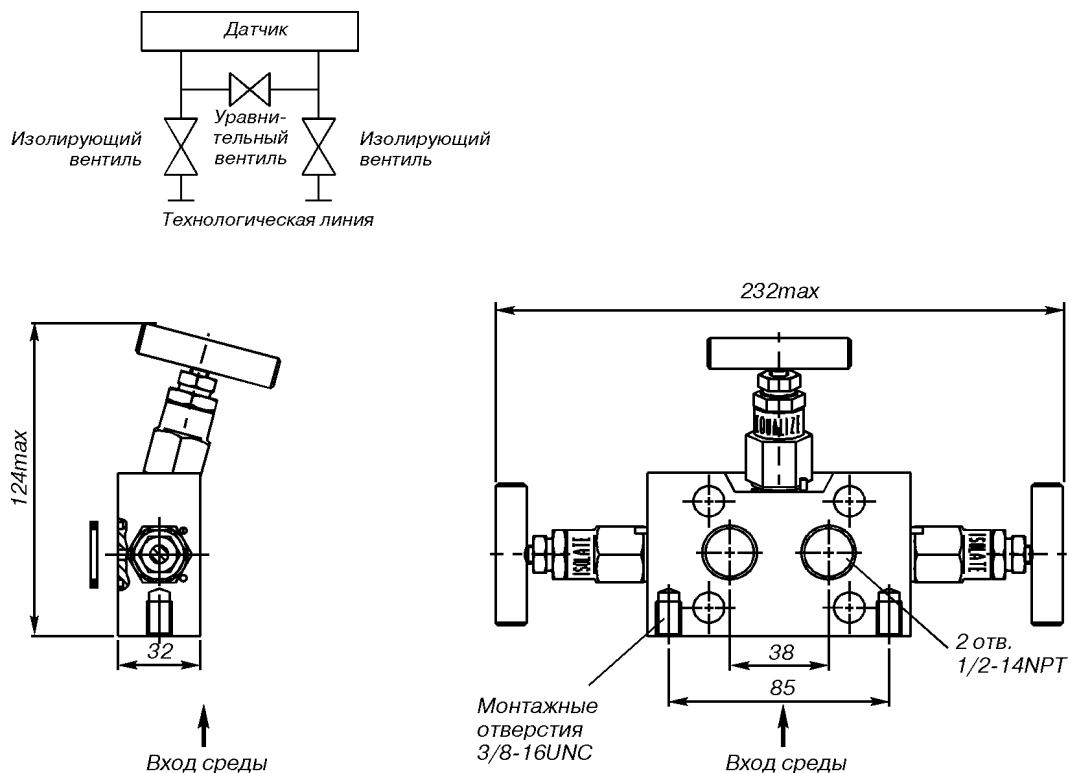 Датчик
Уравни-
тельный
вентиль
Изолирующий
вентиль
Изолирующий
вентиль
Технологическая линия
232max
124max
EQUALIZE
ISOLATE
ISOLATE
32
38
85
2 отв.
1/2-14NPT
Монтажные
отверстия
3/8-16UNC
Вход среды
Вход среды